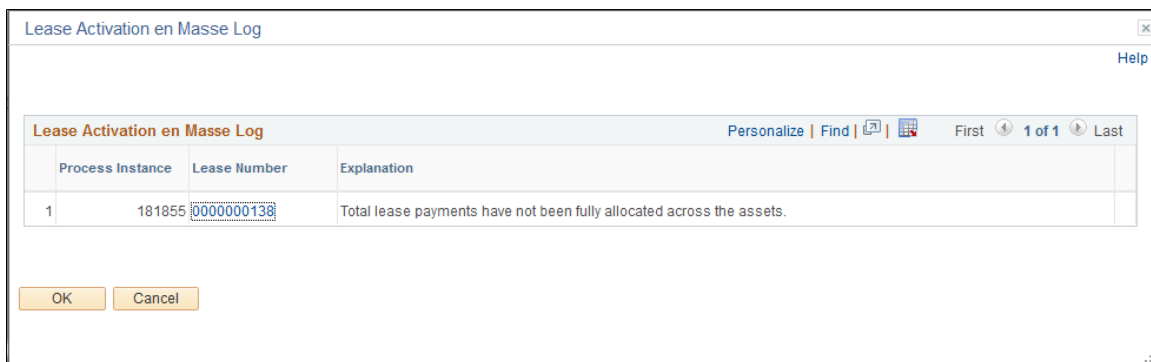 Lease Activation en Masse Log
Help
Lease Activation en Masse Log Personalize | Find | | First 1 of 1 Last
Process Instance Lease Number Explanation
1 181855 0000000138 Total lease payments have not been fully allocated across the assets.
OK Cancel